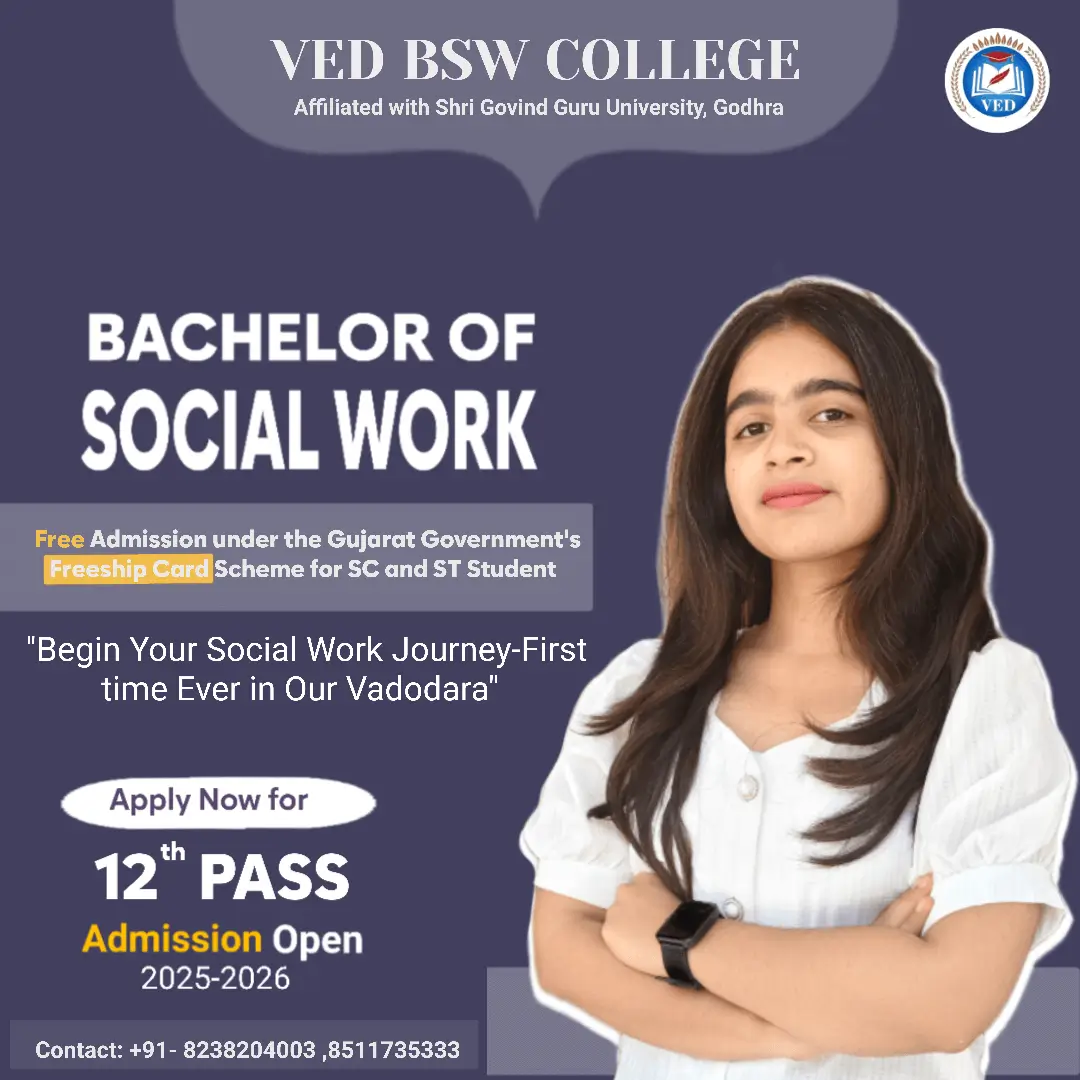 VED BSW COLLEGE
Affiliated with Shri Govind Guru University, Godhra
VED
BACHELOR OF
SOCIAL WORK
Free Admission under the Gujarat Government's
Freeship Card Scheme for SC and ST Student
"Begin Your Social Work Journey-First
time Ever in Our Vadodara"
Apply Now for
12th PASS
Admission Open
2025-2026
Contact: +91- 8238204003 ,8511735333